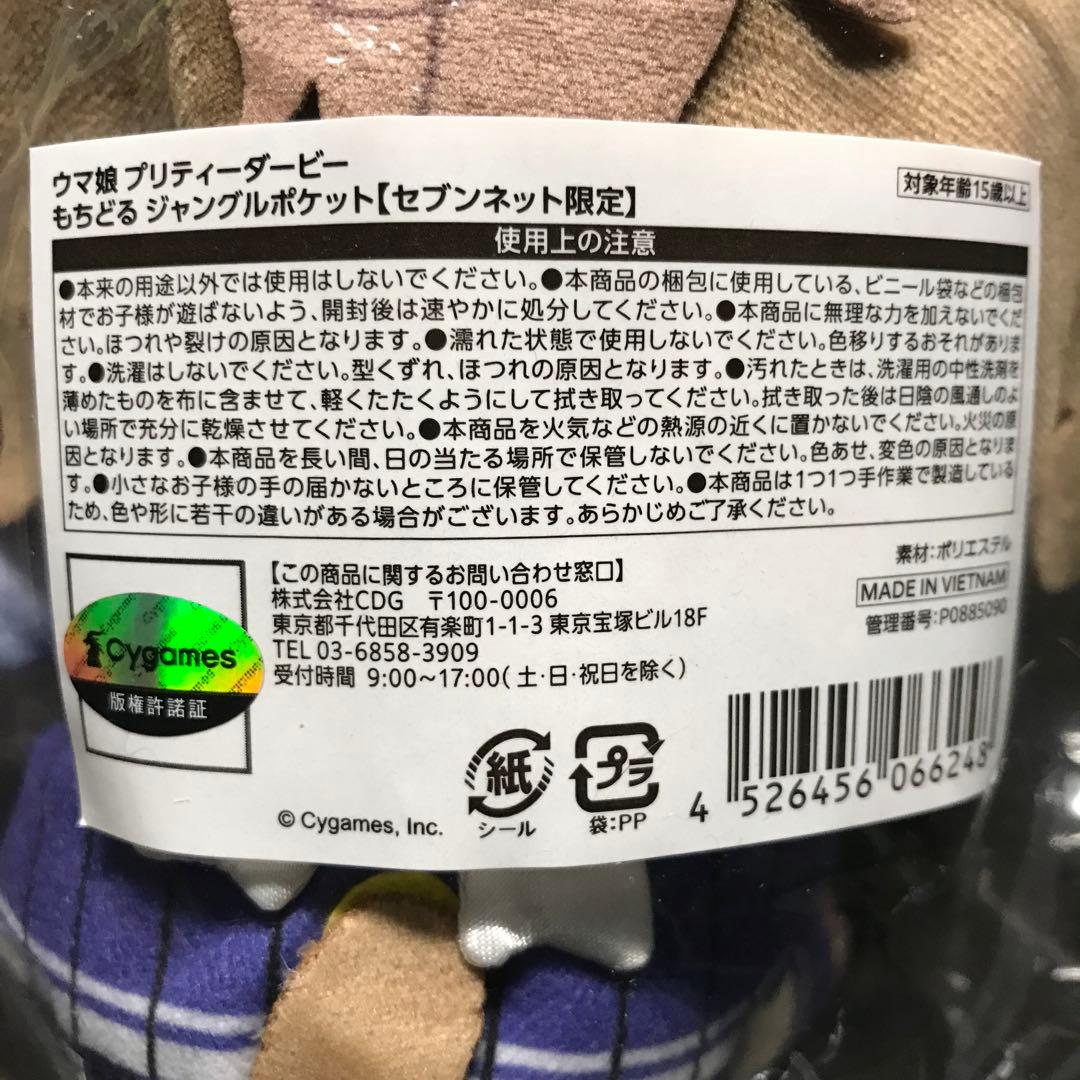 ウマ娘 プリティーダービー
もちどる ジャングルポケット【セブンネット限定】
対象年齢15歳以上
使用上の注意
●本来の用途以外では使用はしないでください。●本商品の梱包に使用している、ビニール袋などの梱包
材でお子様が遊ばないよう、開封後は速やかに処分してください。●本商品に無理な力を加えないでくだ
さい。ほつれや裂けの原因となります。●濡れた状態で使用しないでください。色移りするおそれがありま
す。●洗濯はしないでください。型くずれ、ほつれの原因となります。●汚れたときは、洗濯用の中性洗剤を
薄めたものを布に含ませて、軽くたたくようにして拭き取ってください。拭き取った後は日陰の風通しのよ
い場所で充分に乾燥させてください。●本商品を火気などの熱源の近くに置かないでください。火災の原
因となります。●本商品を長い間、日の当たる場所で保管しないでください。色あせ、変色の原因となりま
す。●小さなお子様の手の届かないところに保管してください。●本商品は1つ1つ手作業で製造している
ため、色や形に若干の違いがある場合がございます。あらかじめご了承ください。
素材:ポリエステル
MADE IN VIETNAM
管理番号:P0885090
【この商品に関するお問い合わせ窓口】
株式会社CDG 〒100-0006
東京都千代田区有楽町1-1-3 東京宝塚ビル18F
TEL 03-6858-3909
受付時間 9:00～17:00(土・日・祝日を除く)
Cygames
版権許諾証
© Cygames, Inc.
紙
シール
プラ
袋:PP
4 526456 066248